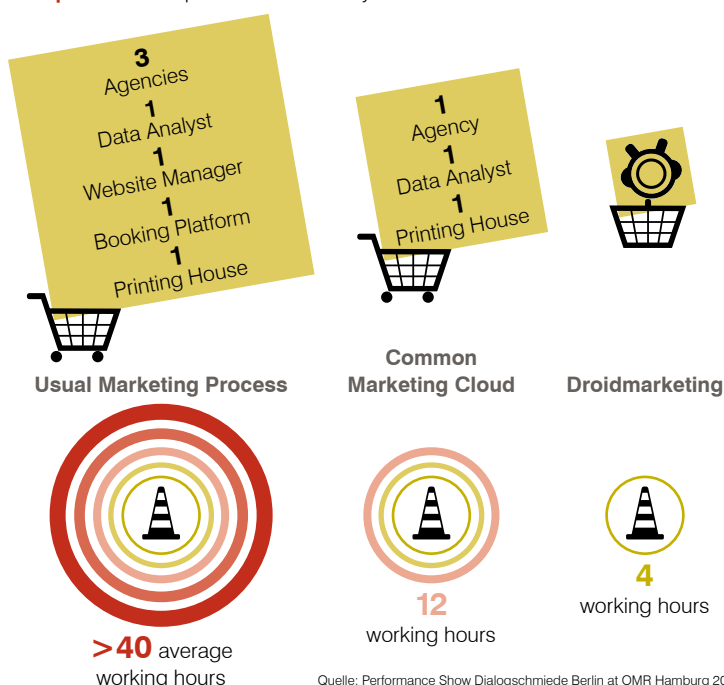 3
Agencies
1
Data Analyst
1
Website Manager
1
Booking Platform
1
Printing House
1
Agency
1
Data Analyst
1
Printing House
Usual Marketing Process
Common
Marketing Cloud
Droidmarketing
>40 average
working hours
12
working hours
4
working hours
Quelle: Performance Show Dialogschmiede Berlin at OMR Hamburg